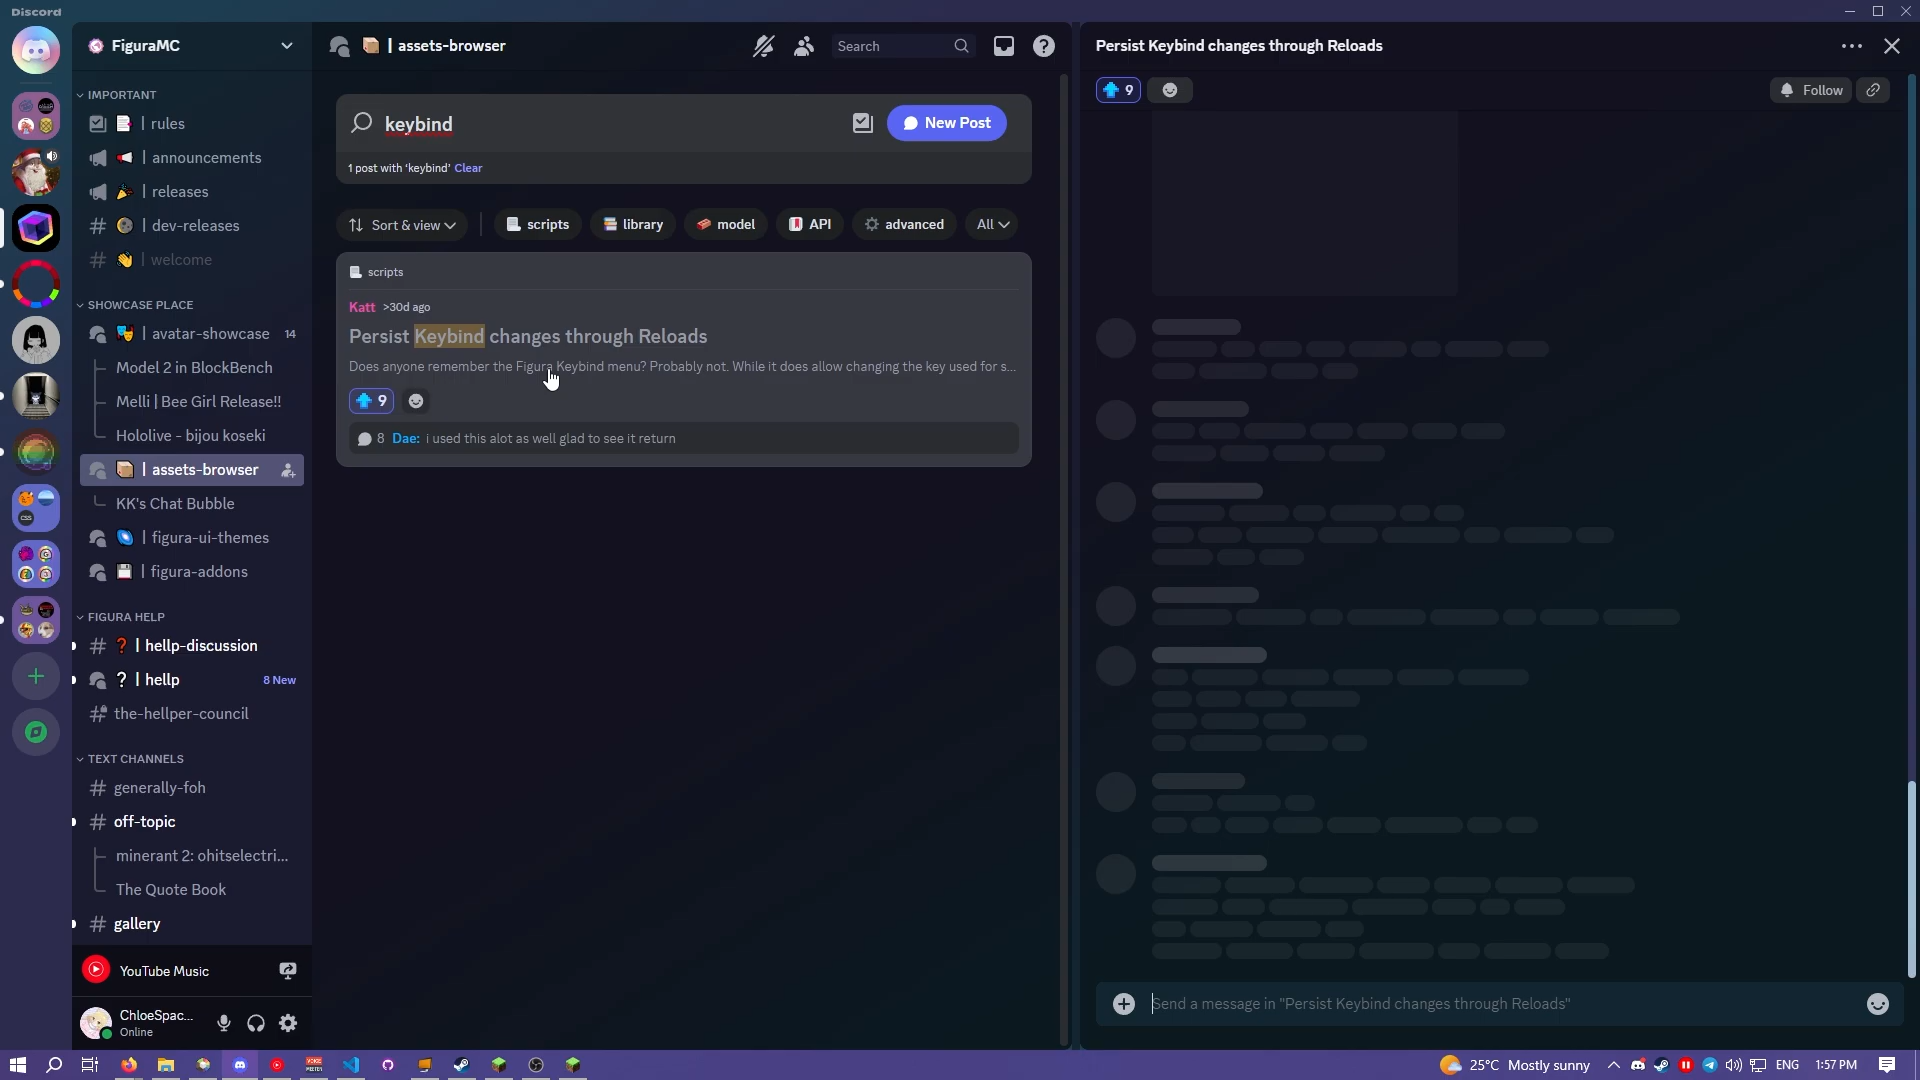 Discord
FiguraMC
IMPORTANT
| rules
| announcements
| releases
| dev-releases
| welcome
SHOWCASE PLACE
| avatar-showcase 14
Model 2 in BlockBench
Melli | Bee Girl Release!!
Hololive - bijou koseki
| assets-browser
KK's Chat Bubble
| figura-ui-themes
| figura-addons
FIGURA HELP
| hellp-discussion
| hellp 8 New
the-hellper-council
TEXT CHANNELS
generally-foh
off-topic
minerant 2: ohitselectri...
The Quote Book
gallery
YouTube Music
ChloeSpac...
Online
| assets-browser
Search
keybind
New Post
1 post with 'keybind' Clear
Sort & view
scripts
library
model
API
advanced
All
scripts
Katt >30d ago
Persist Keybind changes through Reloads
Does anyone remember the Figura Keybind menu? Probably not. While it does allow changing the key used for s...
9
8 Dae: i used this alot as well glad to see it return
Persist Keybind changes through Reloads
9
Follow
Send a message in "Persist Keybind changes through Reloads"
25°C Mostly sunny
ENG
1:57 PM